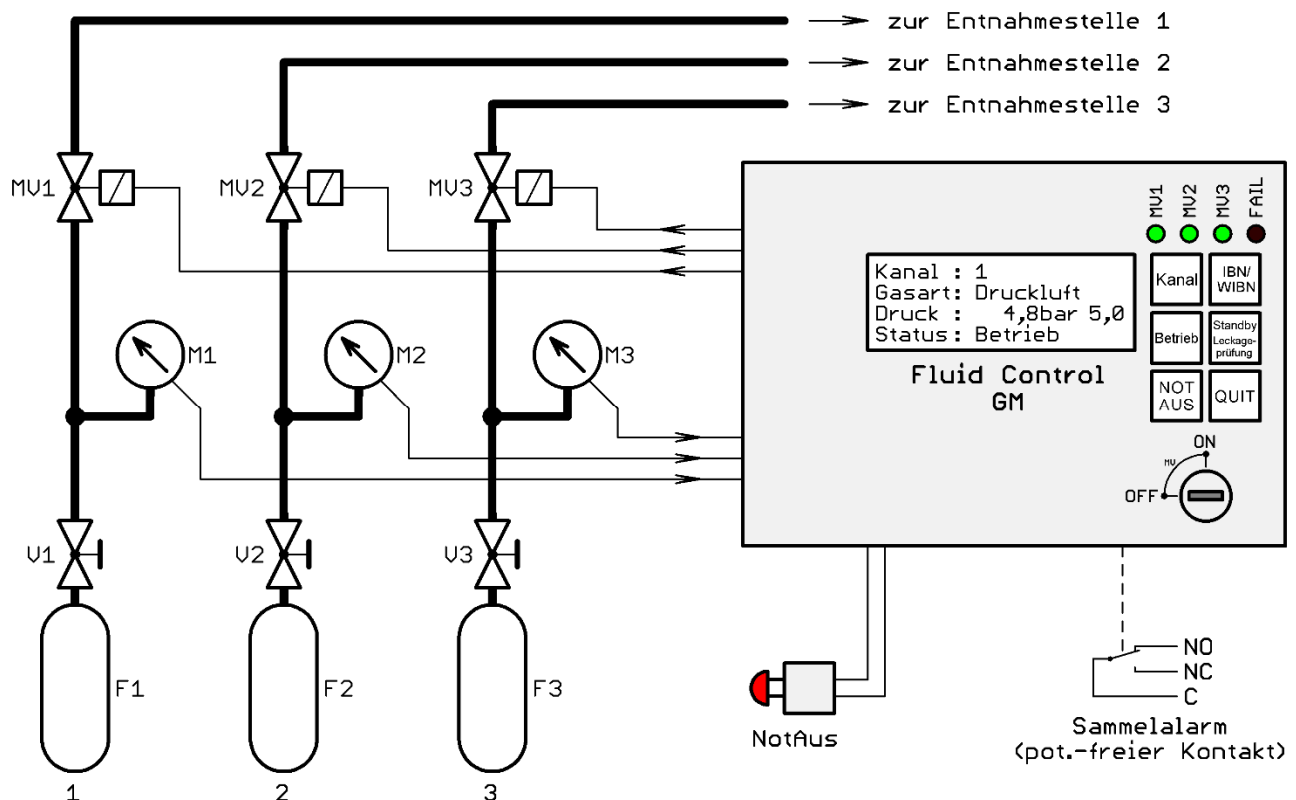 zur Entnahmestelle 1
zur Entnahmestelle 2
zur Entnahmestelle 3
MV1
MV2
MV3
MV1
MV2
MV3
FAIL
Kanal : 1
Gasart: Druckluft
Druck : 4,8bar 5,0
Status: Betrieb
Fluid Control
GM
Kanal
IBN/
WIBN
Betrieb
Standby
Leckage-
prüfung
NOT
AUS
QUIT
ON
MV
OFF
M1
M2
M3
V1
V2
V3
F1
F2
F3
1
2
3
NotAus
NO
NC
C
Sammelalarm
(pot.-freier Kontakt)